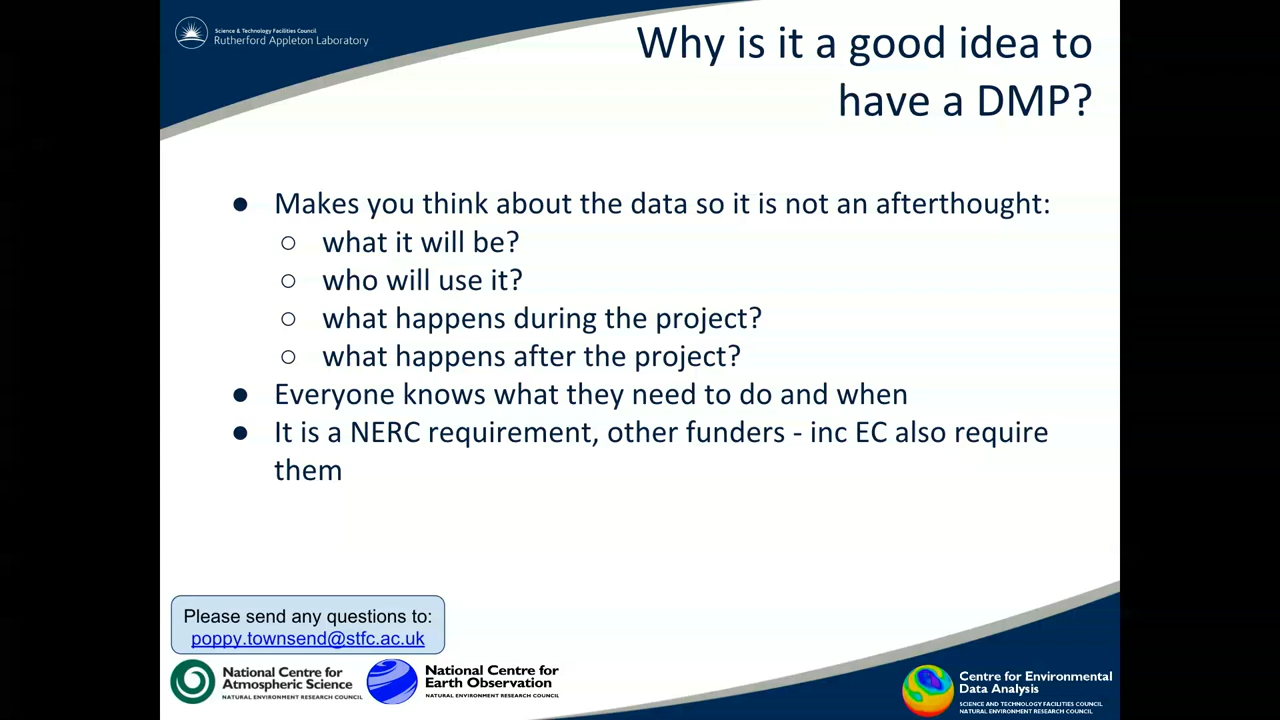 Science & Technology Facilities Council
Rutherford Appleton Laboratory
Why is it a good idea to
have a DMP?
● Makes you think about the data so it is not an afterthought:
○ what it will be?
○ who will use it?
○ what happens during the project?
○ what happens after the project?
● Everyone knows what they need to do and when
● It is a NERC requirement, other funders - inc EC also require
them
Please send any questions to:
poppy.townsend@stfc.ac.uk
National Centre for
Atmospheric Science
NATURAL ENVIRONMENT RESEARCH COUNCIL
National Centre for
Earth Observation
NATURAL ENVIRONMENT RESEARCH COUNCIL
Centre for Environmental
Data Analysis
SCIENCE AND TECHNOLOGY FACILITIES COUNCIL
NATURAL ENVIRONMENT RESEARCH COUNCIL